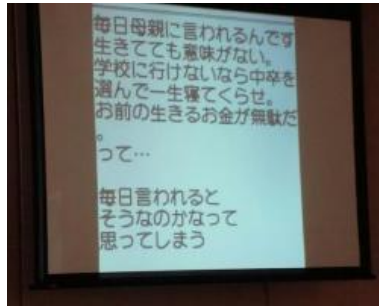 毎日母親に言われるんです
生きてても意味がない。
学校に行けないなら中卒を
選んで一生寝てくらせ。
お前の生きるお金が無駄だ
。
って…
毎日言われると
そうなのかなって
思ってしまう